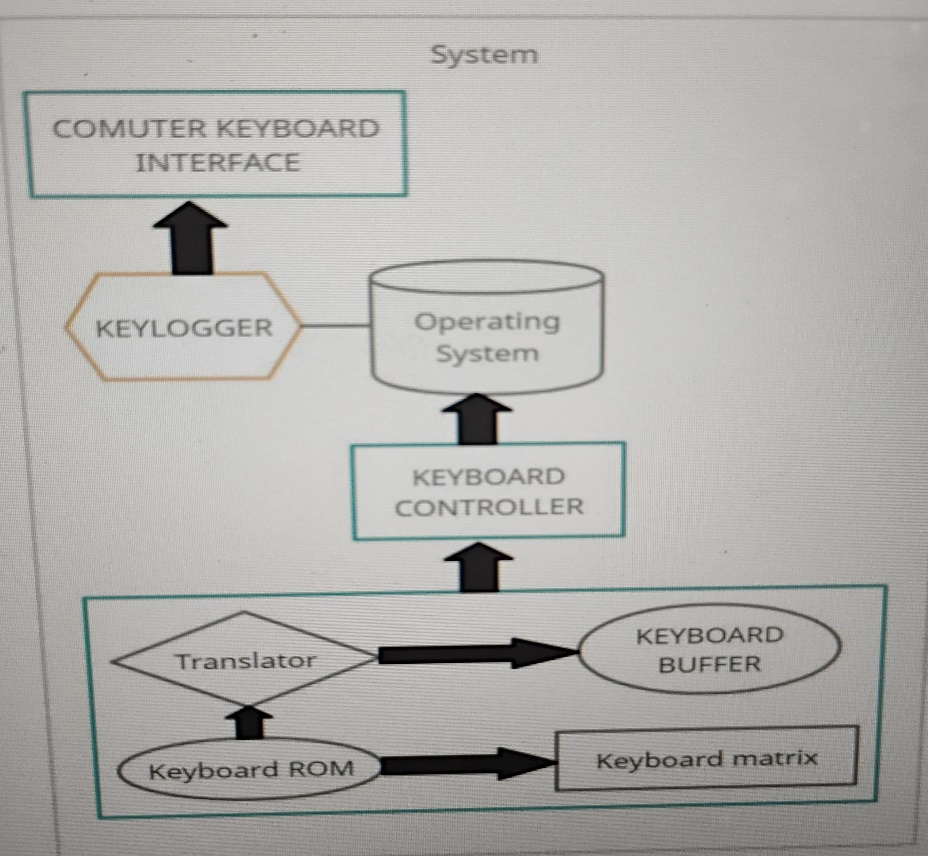 System
COMUTER KEYBOARD
INTERFACE
KEYLOGGER
Operating
System
KEYBOARD
CONTROLLER
Translator
KEYBOARD
BUFFER
Keyboard ROM
Keyboard matrix